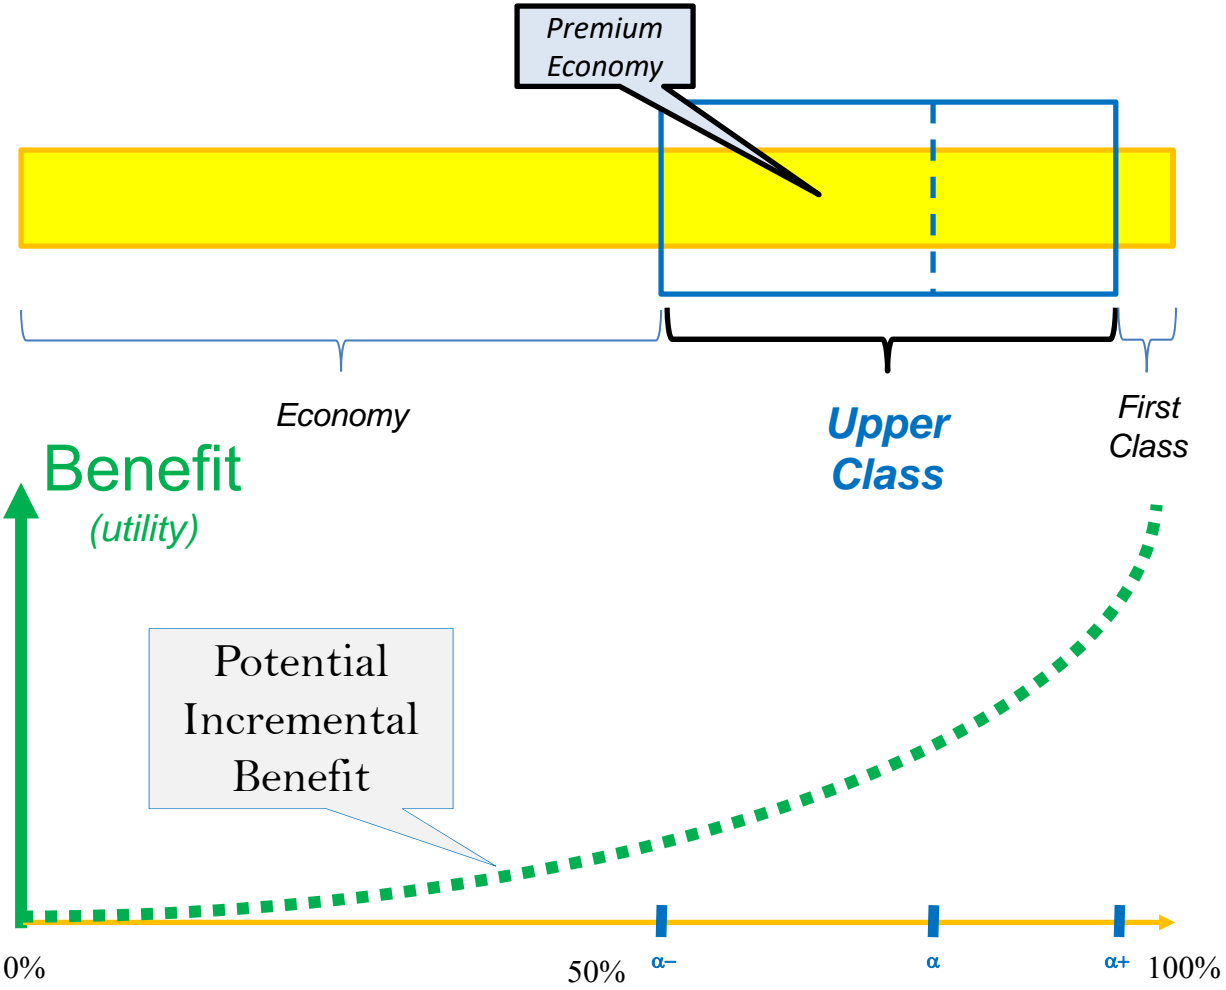 Premium
Economy
Economy
Upper
Class
First
Class
Benefit
(utility)
Potential
Incremental
Benefit
0%
50%
α−
α
α+
100%